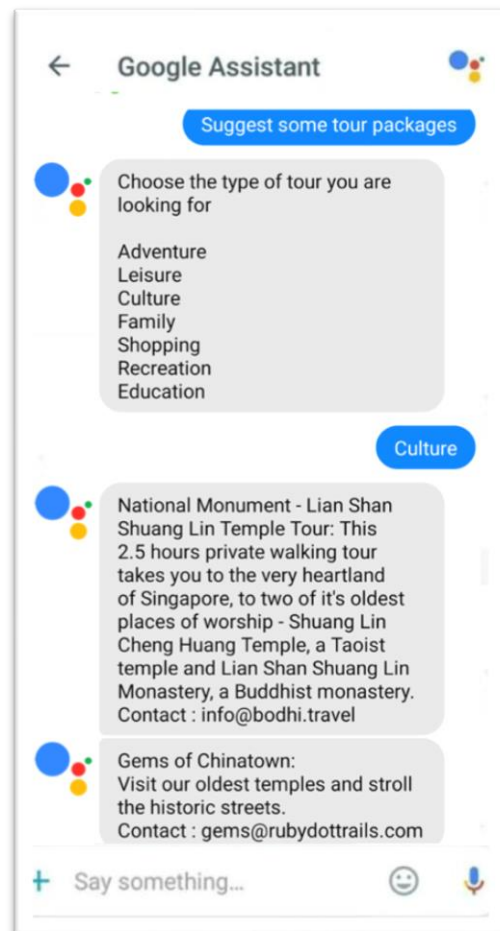 Google Assistant
Suggest some tour packages
Choose the type of tour you are
looking for
Adventure
Leisure
Culture
Family
Shopping
Recreation
Education
Culture
National Monument - Lian Shan
Shuang Lin Temple Tour: This
2.5 hours private walking tour
takes you to the very heartland
of Singapore, to two of it's oldest
places of worship - Shuang Lin
Cheng Huang Temple, a Taoist
temple and Lian Shan Shuang Lin
Monastery, a Buddhist monastery.
Contact : info@bodhi.travel
Gems of Chinatown:
Visit our oldest temples and stroll
the historic streets.
Contact : gems@rubydottrails.com
Say something...